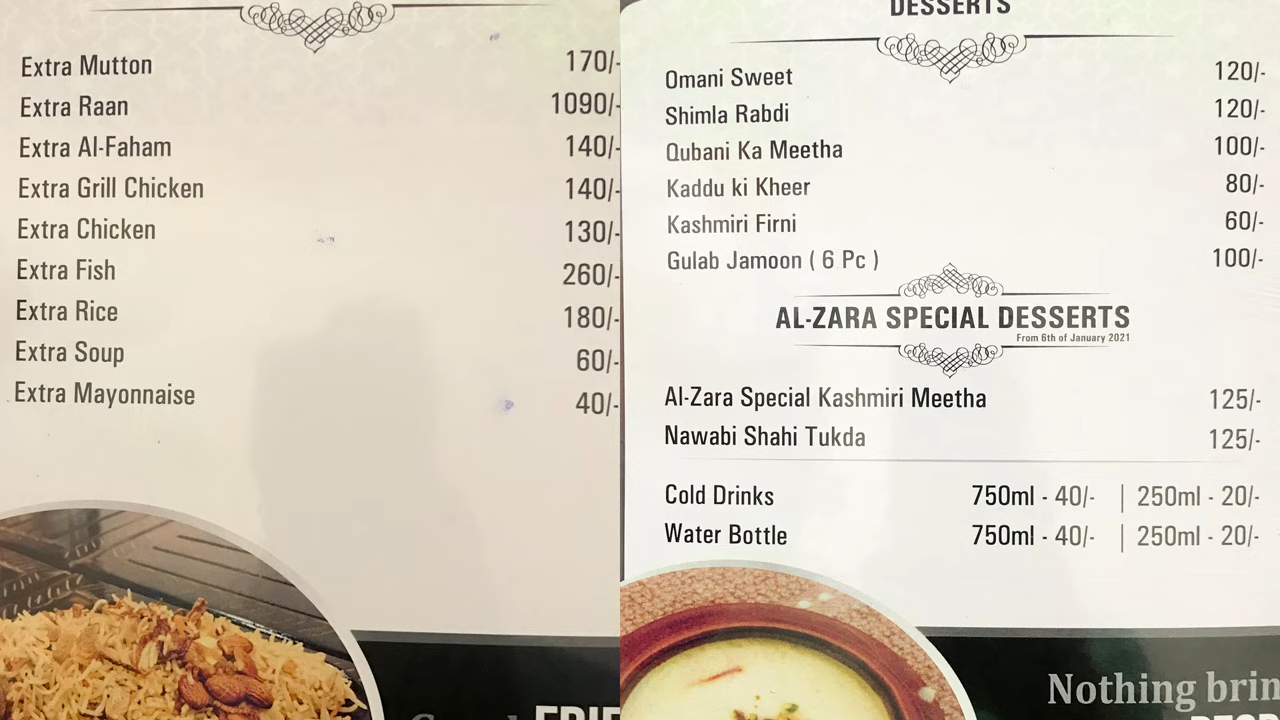 Extra Mutton 170/-
Extra Raan 1090/-
Extra Al-Faham 140/-
Extra Grill Chicken 140/-
Extra Chicken 130/-
Extra Fish 260/-
Extra Rice 180/-
Extra Soup 60/-
Extra Mayonnaise 40/-
DESSERTS
Omani Sweet 120/-
Shimla Rabdi 120/-
Qubani Ka Meetha 100/-
Kaddu ki Kheer 80/-
Kashmiri Firni 60/-
Gulab Jamoon ( 6 Pc ) 100/-
AL-ZARA SPECIAL DESSERTS
From 6th of January 2021
Al-Zara Special Kashmiri Meetha 125/-
Nawabi Shahi Tukda 125/-
Cold Drinks 750ml - 40/- | 250ml - 20/-
Water Bottle 750ml - 40/- | 250ml - 20/-
Nothing brin